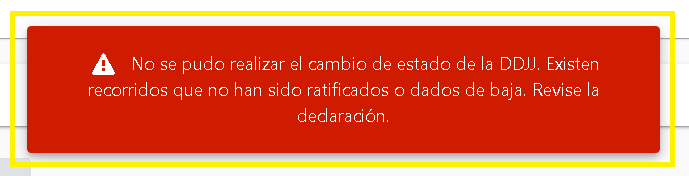 No se pudo realizar el cambio de estado de la DDJJ. Existen
recorridos que no han sido ratificados o dados de baja. Revise la
declaración.